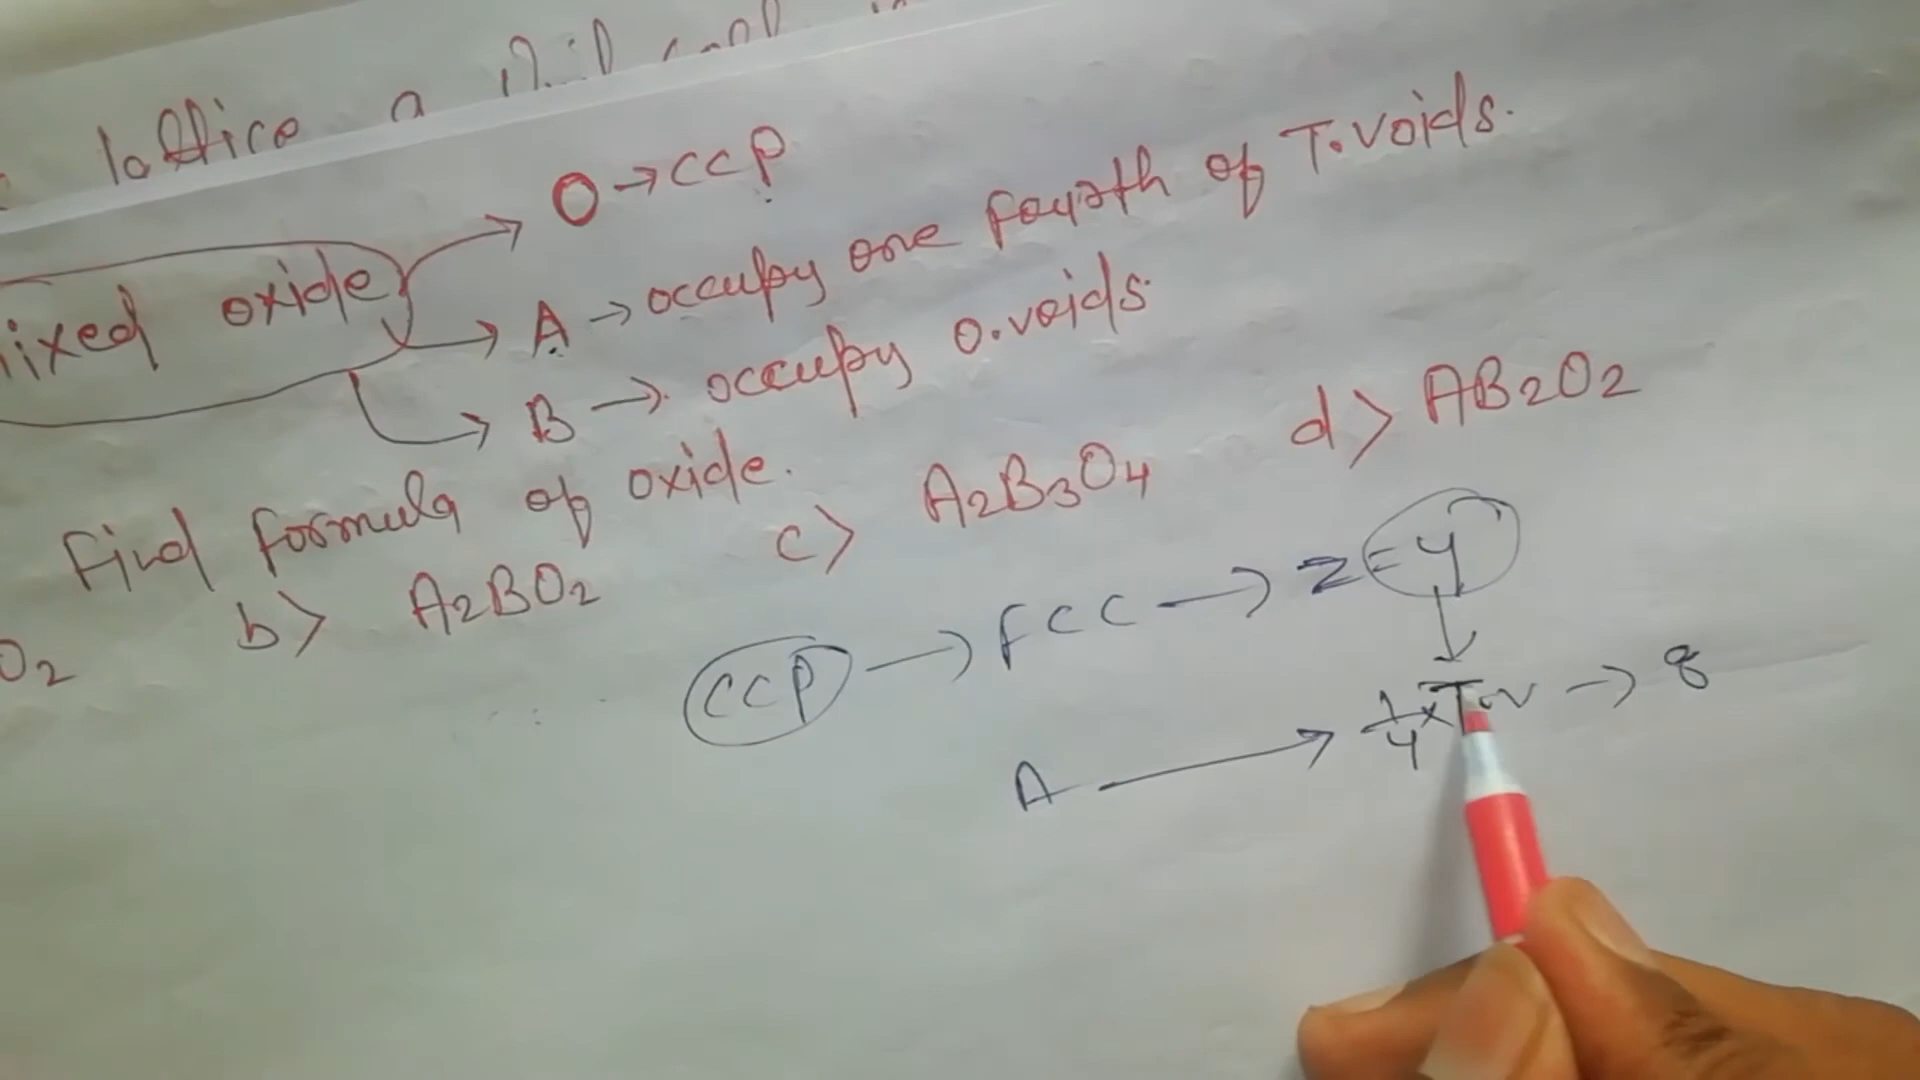 lattice a
O → CCP
ixed oxide
A → occupy one fourth of T.voids.
B → occupy O.voids.
Find formula of oxide.
O2 b> A2BO2 c> A2B3O4 d> AB2O2
CCP → FCC → Z = 4
A → 1/4 × T.V → 8